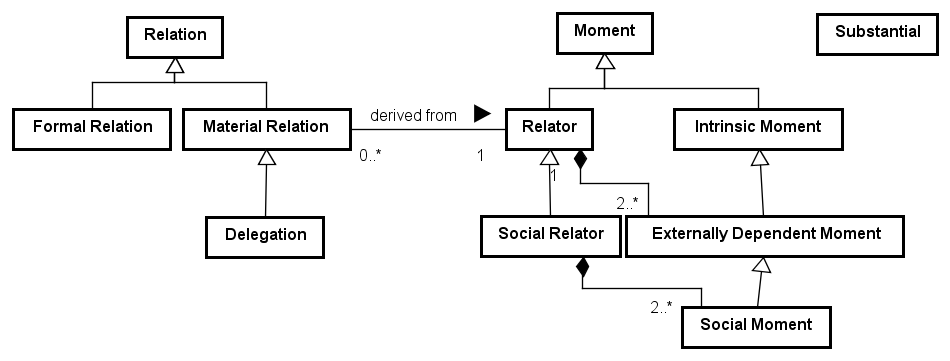 Relation
Moment
Substantial
Formal Relation
Material Relation
derived from
Relator
Intrinsic Moment
0..*
1
1
2..*
Delegation
Social Relator
Externally Dependent Moment
2..*
Social Moment